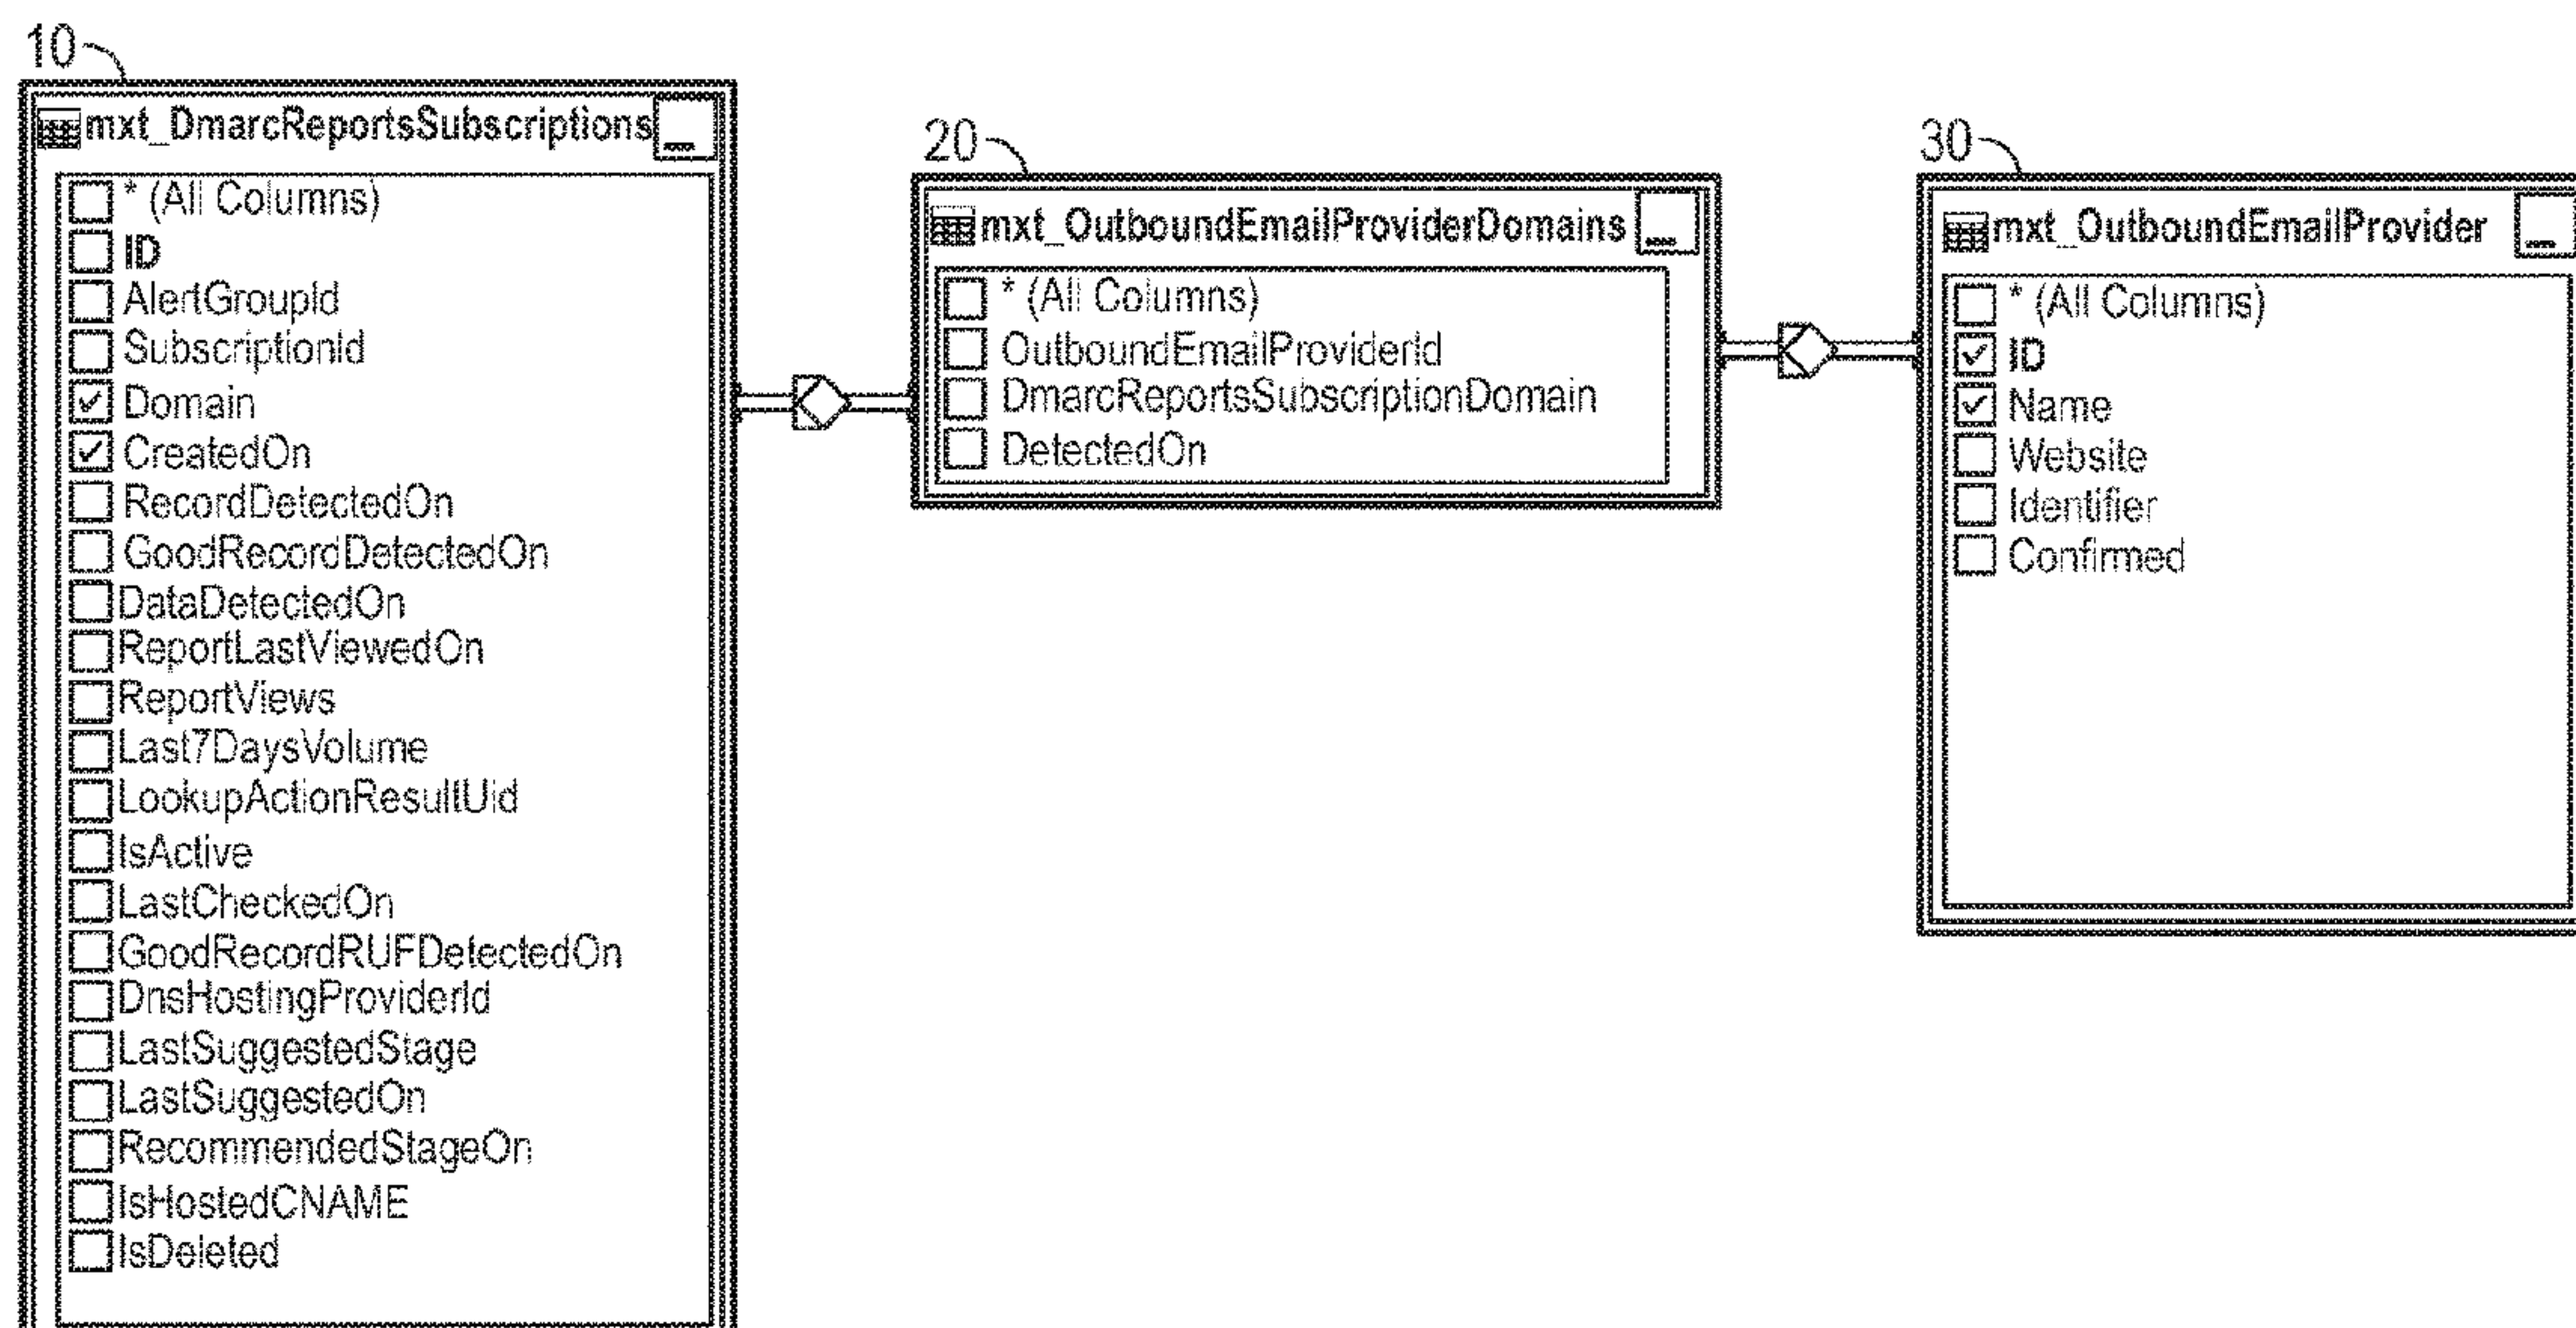 10
mxt_DmarcReportsSubscriptions
* (All Columns)
ID
AlertGroupId
SubscriptionId
Domain
CreatedOn
RecordDetectedOn
GoodRecordDetectedOn
DataDetectedOn
ReportLastViewedOn
ReportViews
Last7DaysVolume
LookupActionResultUid
IsActive
LastCheckedOn
GoodRecordRUFDetectedOn
DnsHostingProviderId
LastSuggestedStage
LastSuggestedOn
RecommendedStageOn
IsHostedCNAME
IsDeleted
20
mxt_OutboundEmailProviderDomains
* (All Columns)
OutboundEmailProviderId
DmarcReportsSubscriptionDomain
DetectedOn
30
mxt_OutboundEmailProvider
* (All Columns)
ID
Name
Website
Identifier
Confirmed